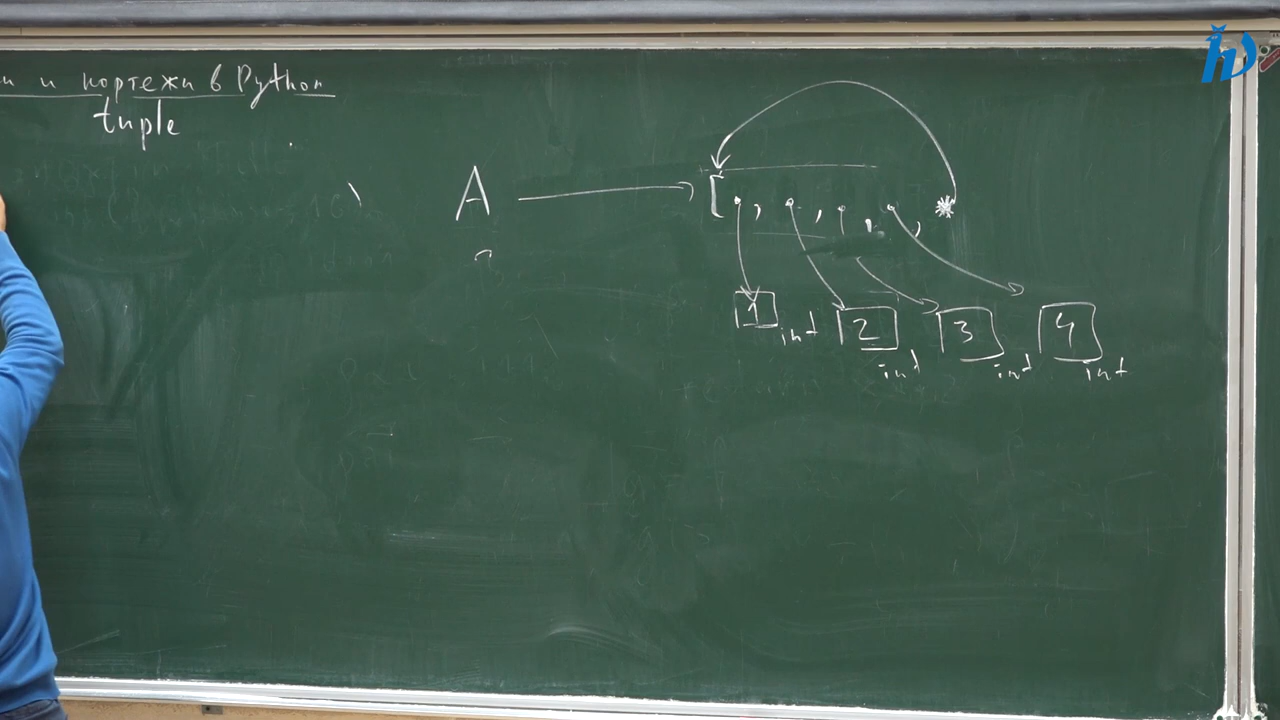 и кортежи в Python
tuple
A
[ , , , ,
1 int 2 int 3 int 4 int